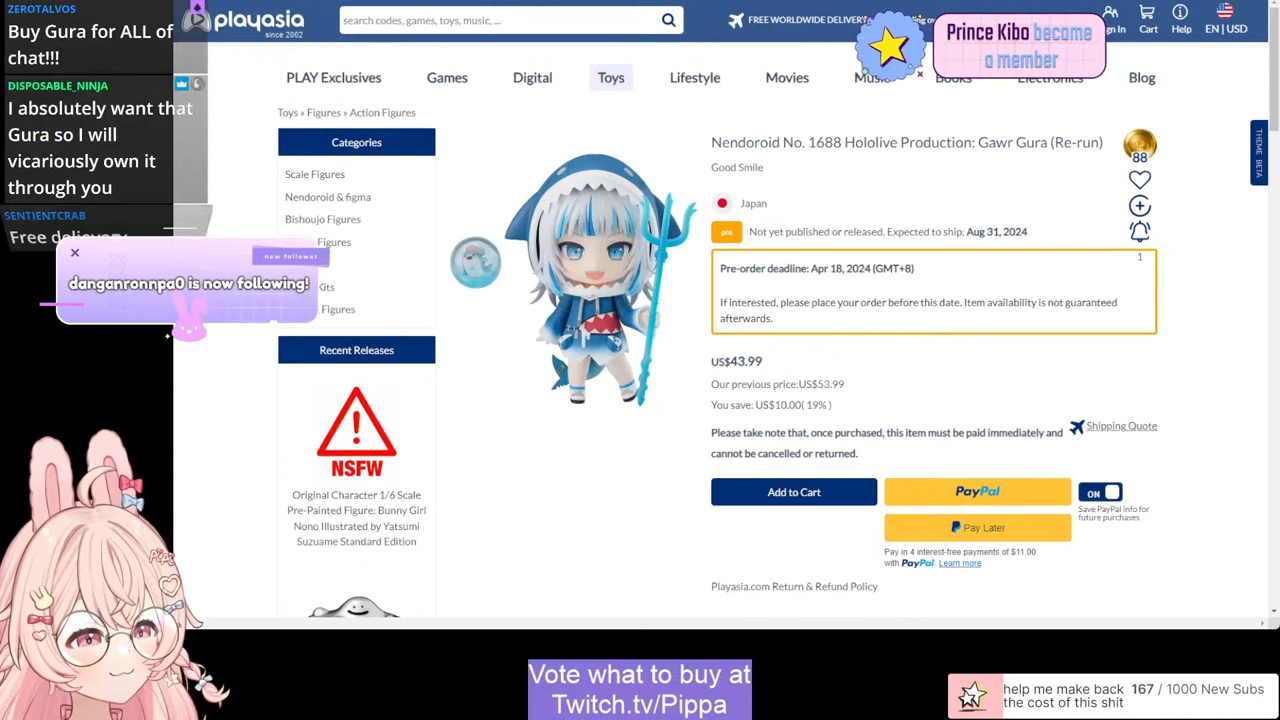 ZEROTALVOS
Buy Gura for ALL of
chat!!!
DISPOSABLE_NINJA
I absolutely want that
Gura so I will
vicariously own it
through you
SENTIENTCRAB
danganronnpa0 is now following!
new follower
playasia
since 2002
search codes, games, toys, music, ...
FREE WORLDWIDE DELIVERY
Prince Kibo became
a member
Cart
Help
EN | USD
PLAY Exclusives
Games
Digital
Toys
Lifestyle
Movies
Music
Books
Electronics
Blog
Toys » Figures » Action Figures
Categories
Scale Figures
Nendoroid & figma
Bishoujo Figures
Figures
Kits
Figures
Recent Releases
NSFW
Original Character 1/6 Scale
Pre-Painted Figure: Bunny Girl
Nono Illustrated by Yatsumi
Suzuame Standard Edition
Nendoroid No. 1688 Hololive Production: Gawr Gura (Re-run)
Good Smile
88
Japan
pre Not yet published or released. Expected to ship: Aug 31, 2024
1
Pre-order deadline: Apr 18, 2024 (GMT+8)
If interested, please place your order before this date. Item availability is not guaranteed
afterwards.
US$43.99
Our previous price:US$53.99
You save: US$10.00( 19% )
Please take note that, once purchased, this item must be paid immediately and
cannot be cancelled or returned.
Shipping Quote
Add to Cart
PayPal
ON
Save PayPal info for
future purchases
Pay Later
Pay in 4 interest-free payments of $11.00
with PayPal. Learn more
Playasia.com Return & Refund Policy
THEME BETA
Pippa
Vote what to buy at
Twitch.tv/Pippa
help me make back
the cost of this shit
167 / 1000 New Subs